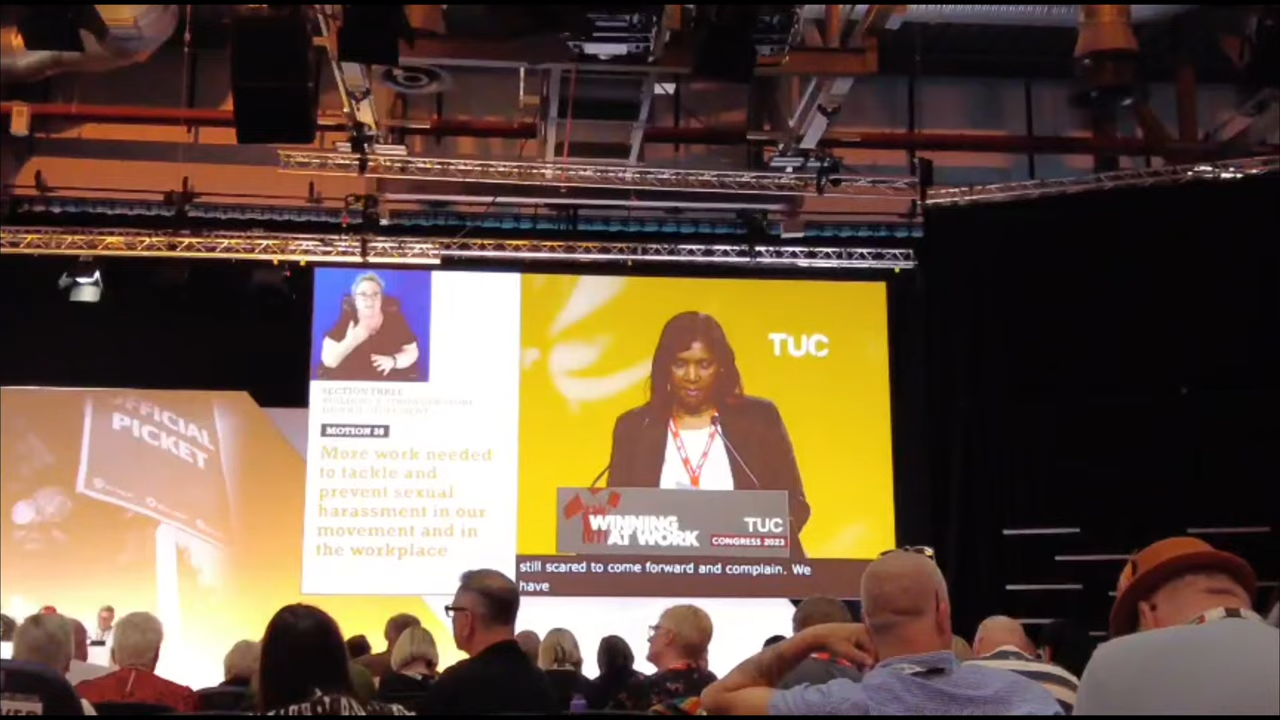 OFFICIAL
PICKET
SECTION THREE
MOTION 36
More work needed
to tackle and
prevent sexual
harassment in our
movement and in
the workplace
TUC
WINNING
AT WORK
TUC
CONGRESS 2023
still scared to come forward and complain. We
have